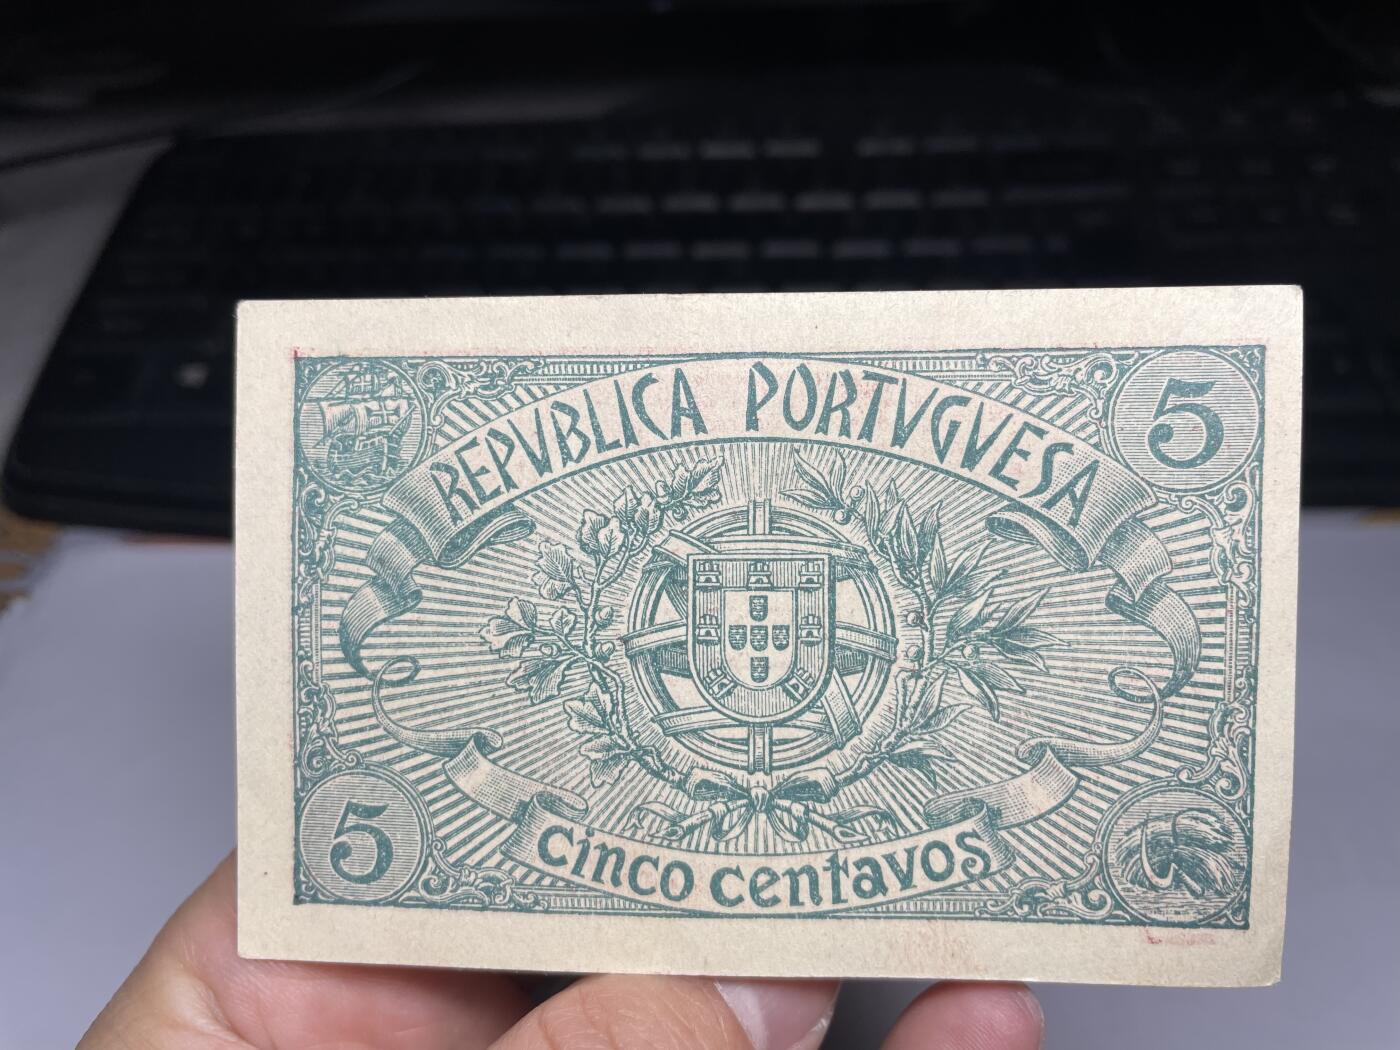 REPVBLICA PORTVGVESA
5
5
cinco centavos